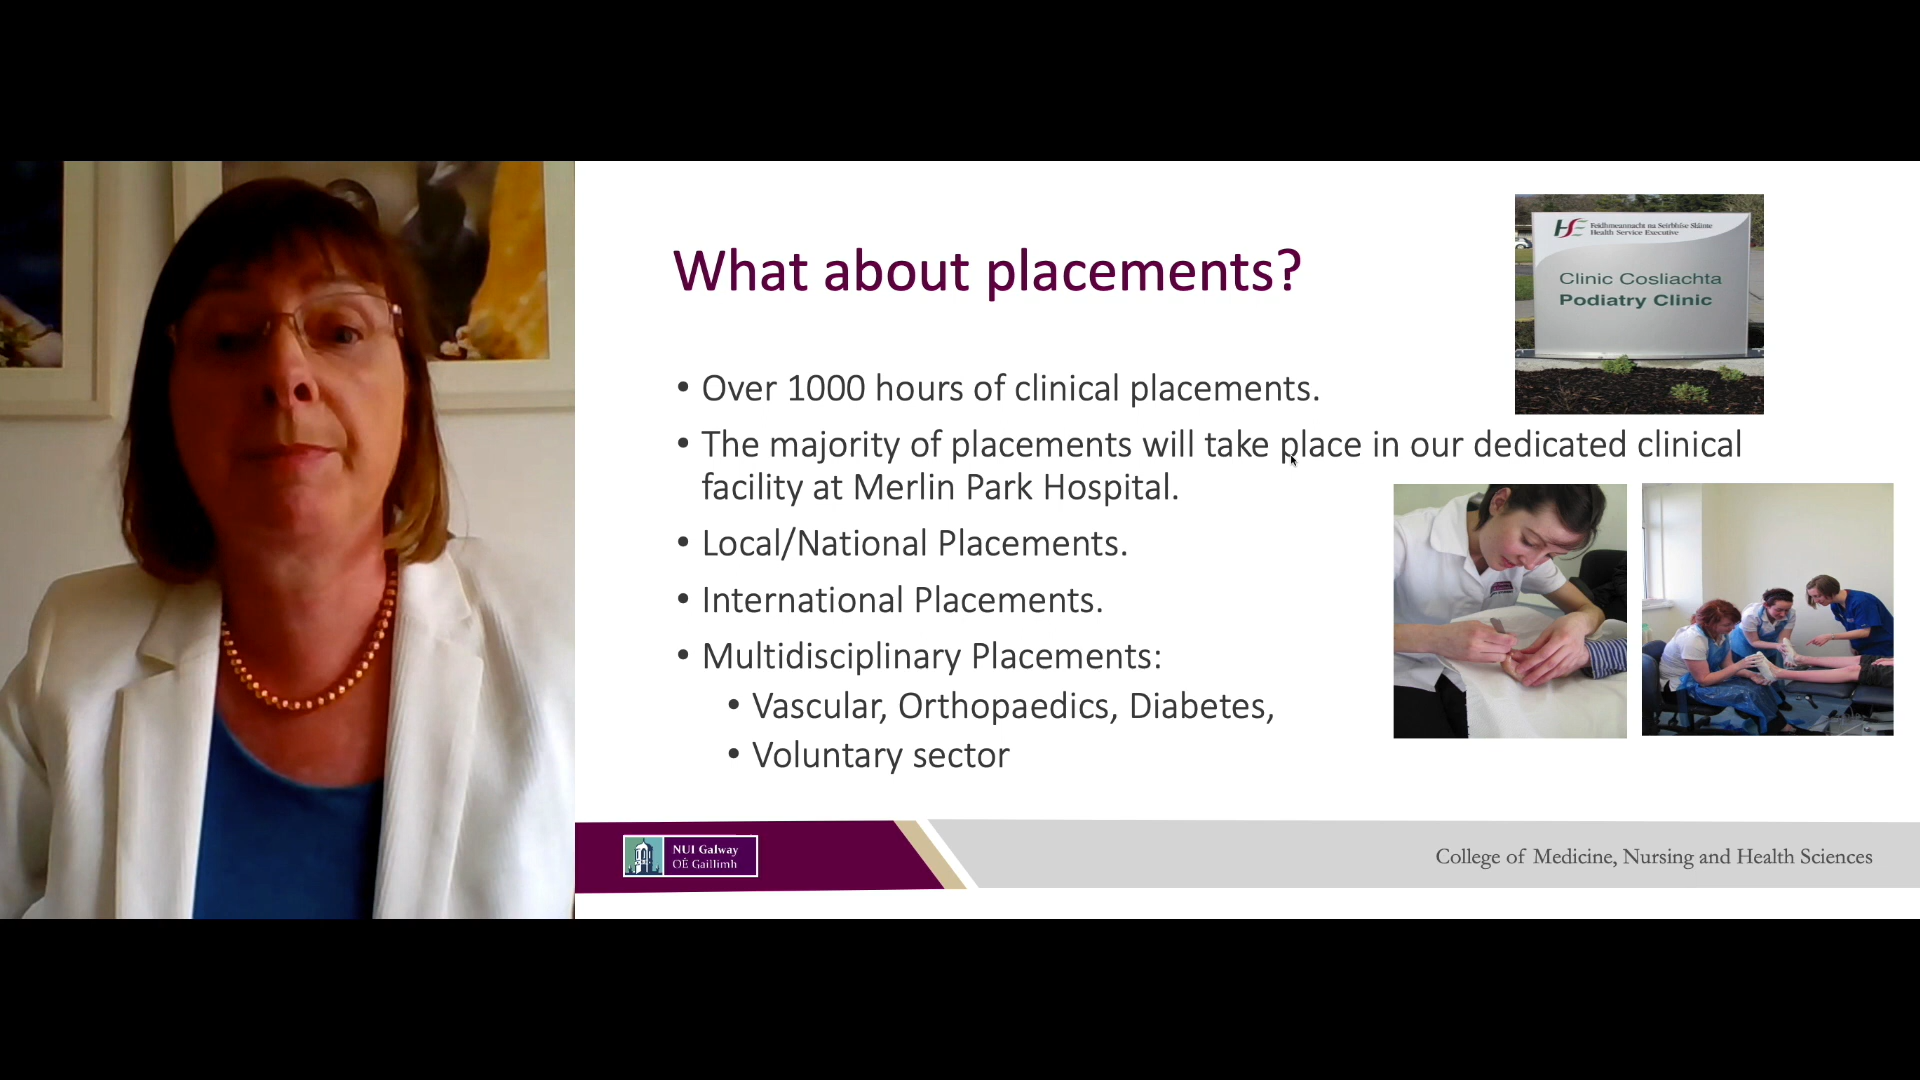 What about placements?
Feidhmeannacht na Seirbhíse Sláinte
Health Service Executive
Clinic Cosliachta
Podiatry Clinic
• Over 1000 hours of clinical placements.
• The majority of placements will take place in our dedicated clinical
facility at Merlin Park Hospital.
• Local/National Placements.
• International Placements.
• Multidisciplinary Placements:
• Vascular, Orthopaedics, Diabetes,
• Voluntary sector
NUI Galway
OÉ Gaillimh
College of Medicine, Nursing and Health Sciences